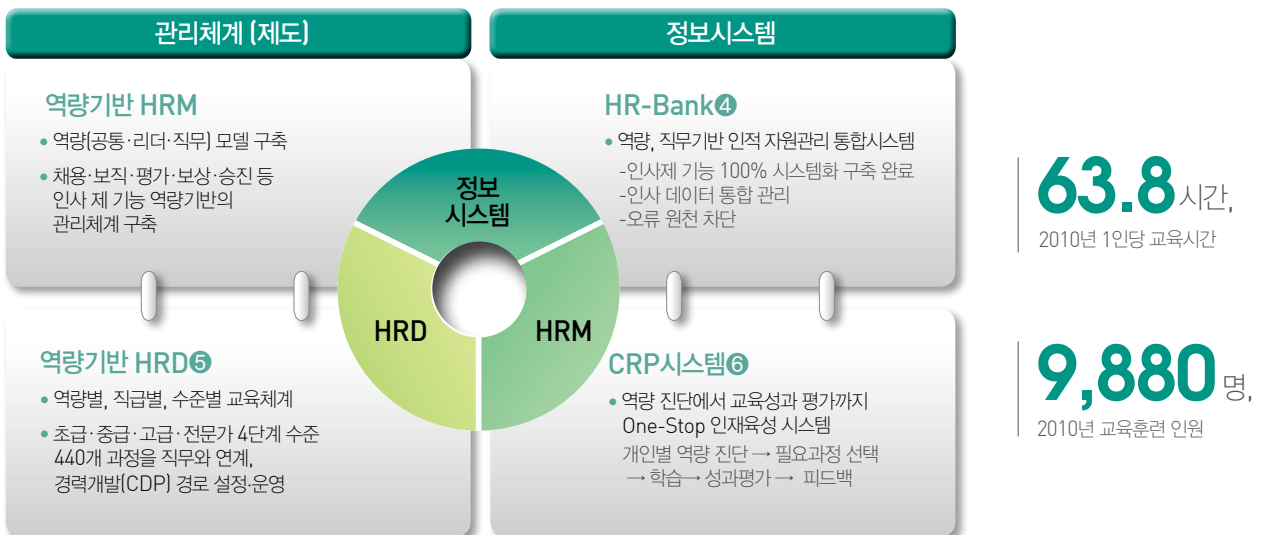 관리체계 (제도)
정보시스템
역량기반 HRM
• 역량(공통·리더·직무) 모델 구축
• 채용·보직·평가·보상·승진 등
인사 제 기능 역량기반의
관리체계 구축
HR-Bank❹
• 역량, 직무기반 인적 자원관리 통합시스템
-인사제 기능 100% 시스템화 구축 완료
-인사 데이터 통합 관리
-오류 원천 차단
정보
시스템
HRD
HRM
역량기반 HRD❺
• 역량별, 직급별, 수준별 교육체계
• 초급·중급·고급·전문가 4단계 수준
440개 과정을 직무와 연계,
경력개발(CDP) 경로 설정·운영
CRP시스템❻
• 역량 진단에서 교육성과 평가까지
One-Stop 인재육성 시스템
개인별 역량 진단 → 필요과정 선택
→ 학습 → 성과평가 → 피드백
63.8 시간,
2010년 1인당 교육시간
9,880 명,
2010년 교육훈련 인원